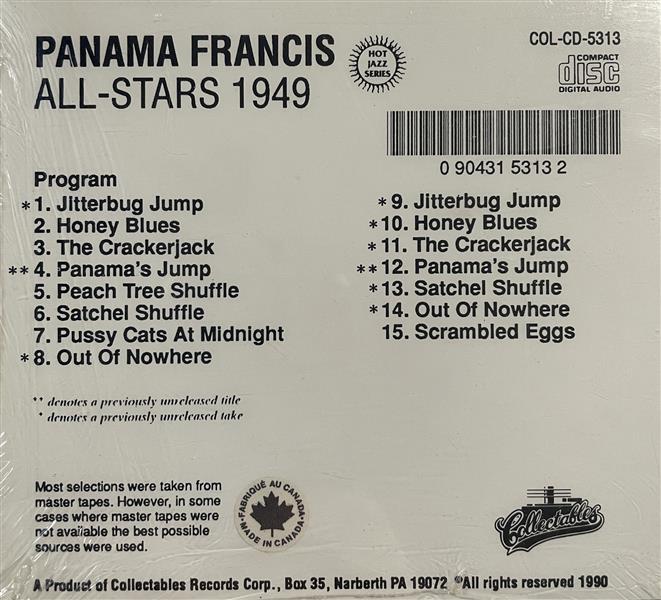 PANAMA FRANCIS
ALL-STARS 1949
HOT
JAZZ
SERIES
COL-CD-5313
COMPACT
disc
DIGITAL AUDIO
0 90431 5313 2
Program
*1. Jitterbug Jump
2. Honey Blues
3. The Crackerjack
**4. Panama's Jump
5. Peach Tree Shuffle
6. Satchel Shuffle
7. Pussy Cats At Midnight
*8. Out Of Nowhere
*9. Jitterbug Jump
*10. Honey Blues
*11. The Crackerjack
**12. Panama's Jump
*13. Satchel Shuffle
*14. Out Of Nowhere
15. Scrambled Eggs
** denotes a previously unreleased title
* denotes a previously unreleased take
Most selections were taken from
master tapes. However, in some
cases where master tapes were
not available the best possible
sources were used.
FABRIQUÉ AU CANADA
MADE IN CANADA
Collectables
A Product of Collectables Records Corp., Box 35, Narberth PA 19072 ©All rights reserved 1990